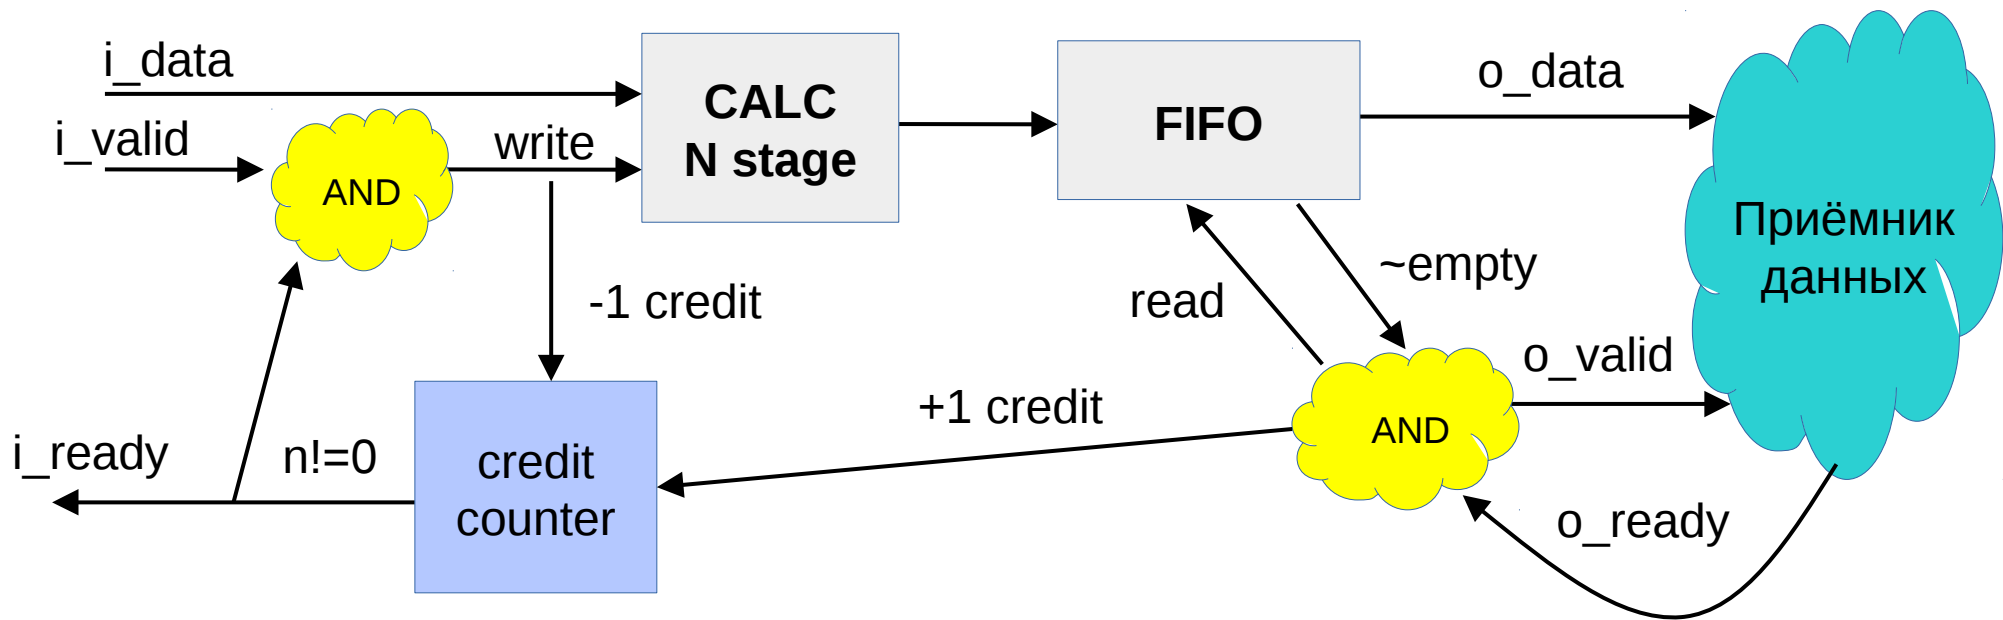 i_data
i_valid
AND
write
CALC
N stage
FIFO
o_data
Приёмник
данных
-1 credit
read
~empty
o_valid
+1 credit
AND
i_ready
n!=0
credit
counter
o_ready